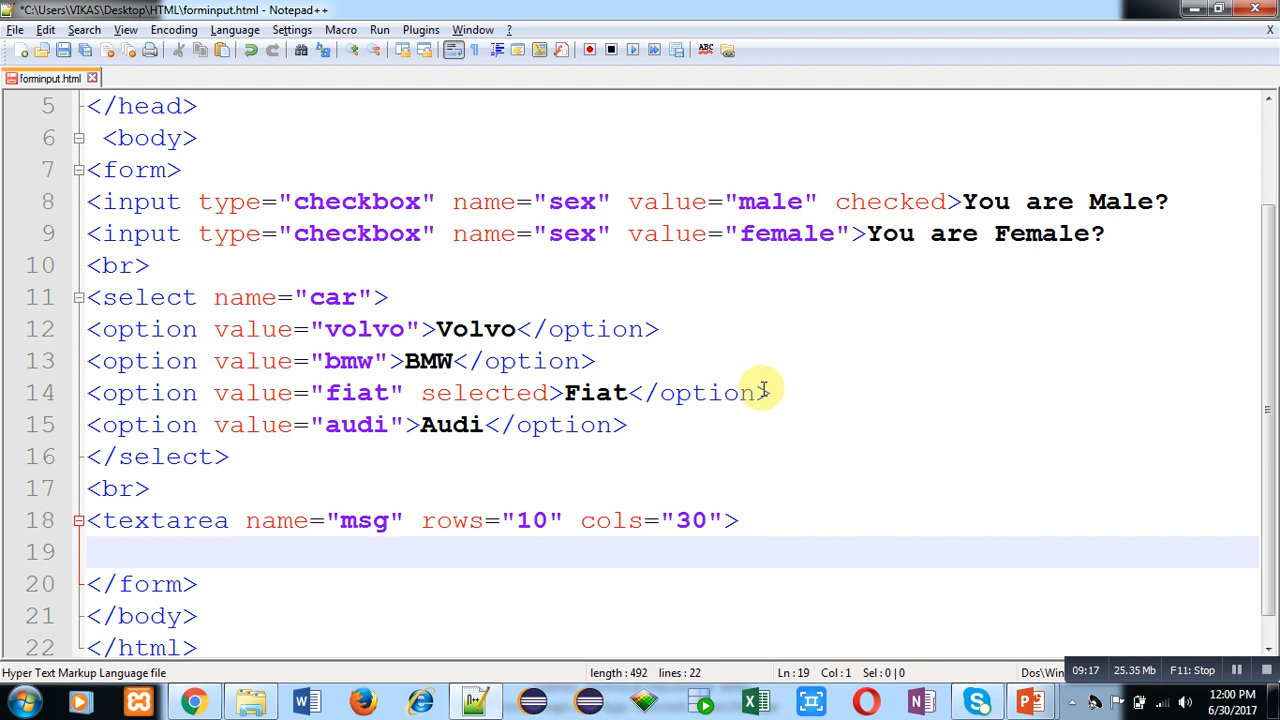 *C:\Users\VIKAS\Desktop\HTML\forminput.html - Notepad++
File Edit Search View Encoding Language Settings Macro Run Plugins Window ? X
forminput.html
5 </head>
6 <body>
7 <form>
8 <input type="checkbox" name="sex" value="male" checked>You are Male?
9 <input type="checkbox" name="sex" value="female">You are Female?
10 <br>
11 <select name="car">
12 <option value="volvo">Volvo</option>
13 <option value="bmw">BMW</option>
14 <option value="fiat" selected>Fiat</option>
15 <option value="audi">Audi</option>
16 </select>
17 <br>
18 <textarea name="msg" rows="10" cols="30">
19
20 </form>
21 </body>
22 </html>
Hyper Text Markup Language file length : 492 lines : 22 Ln : 19 Col : 1 Sel : 0 | 0 Dos\Win 09:17 25.35 Mb F11: Stop
12:00 PM
6/30/2017